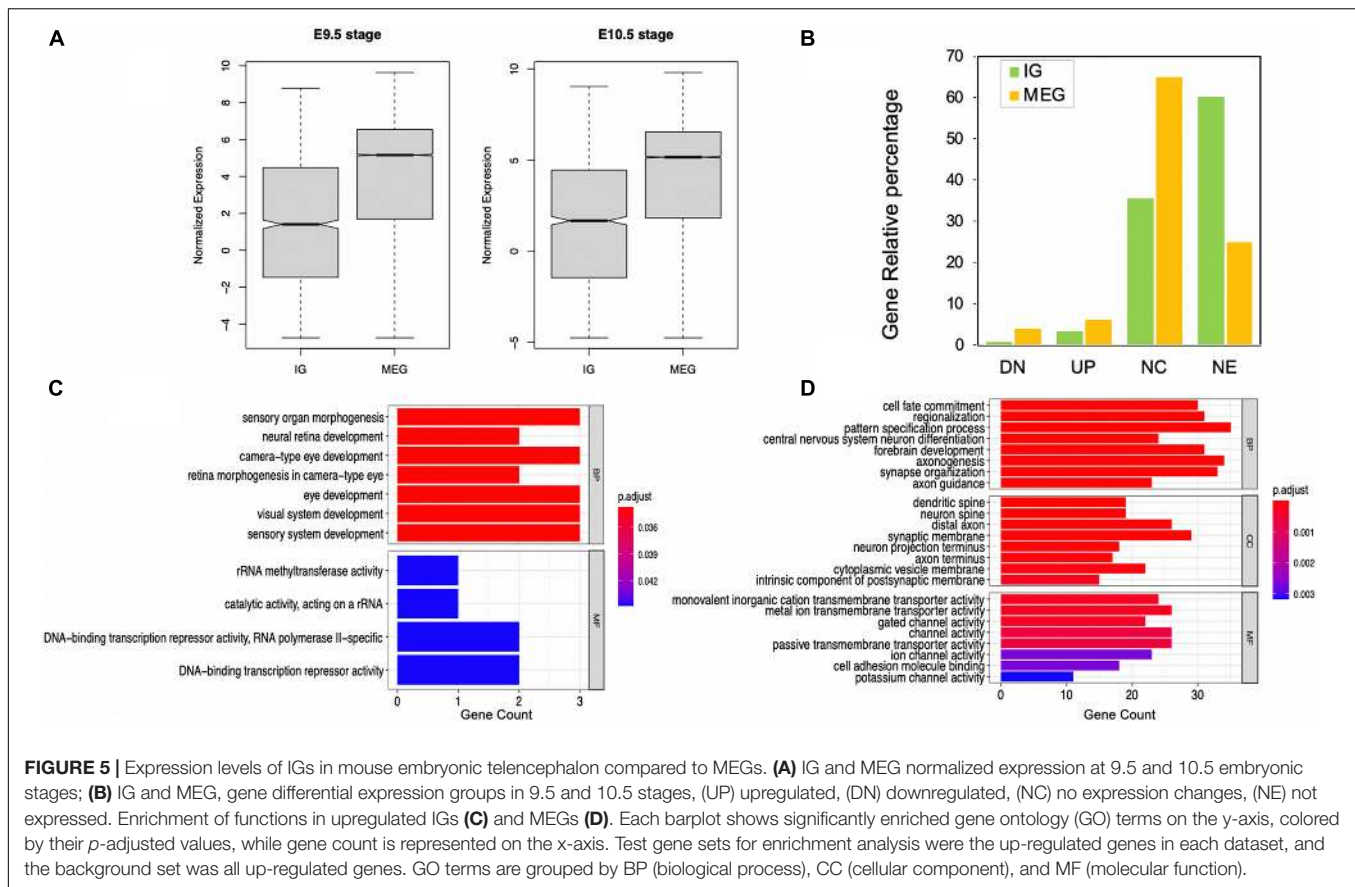 A
E9.5 stage
E10.5 stage
Normalized Expression
10
8
6
4
2
0
−2
−4
IG
MEG
Normalized Expression
10
5
0
−5
IG
MEG
B
Gene Relative percentage
70
60
50
40
30
20
10
0
IG
MEG
DN
UP
NC
NE
C
sensory organ morphogenesis
neural retina development
camera-type eye development
retina morphogenesis in camera-type eye
eye development
visual system development
sensory system development
BP
rRNA methyltransferase activity
catalytic activity, acting on a rRNA
DNA-binding transcription repressor activity, RNA polymerase II-specific
DNA-binding transcription repressor activity
MF
0 1 2 3
Gene Count
p.adjust
0.036
0.039
0.042
D
cell fate commitment
regionalization
pattern specification process
central nervous system neuron differentiation
forebrain development
axonogenesis
synapse organization
axon guidance
BP
dendritic spine
neuron spine
distal axon
synaptic membrane
neuron projection terminus
axon terminus
cytoplasmic vesicle membrane
intrinsic component of postsynaptic membrane
CC
monovalent inorganic cation transmembrane transporter activity
metal ion transmembrane transporter activity
gated channel activity
channel activity
passive transmembrane transporter activity
ion channel activity
cell adhesion molecule binding
potassium channel activity
MF
0 10 20 30
Gene Count
p.adjust
0.001
0.002
0.003
FIGURE 5 | Expression levels of IGs in mouse embryonic telencephalon compared to MEGs. (A) IG and MEG normalized expression at 9.5 and 10.5 embryonic
stages; (B) IG and MEG, gene differential expression groups in 9.5 and 10.5 stages, (UP) upregulated, (DN) downregulated, (NC) no expression changes, (NE) not
expressed. Enrichment of functions in upregulated IGs (C) and MEGs (D). Each barplot shows significantly enriched gene ontology (GO) terms on the y-axis, colored
by their p-adjusted values, while gene count is represented on the x-axis. Test gene sets for enrichment analysis were the up-regulated genes in each dataset, and
the background set was all up-regulated genes. GO terms are grouped by BP (biological process), CC (cellular component), and MF (molecular function).